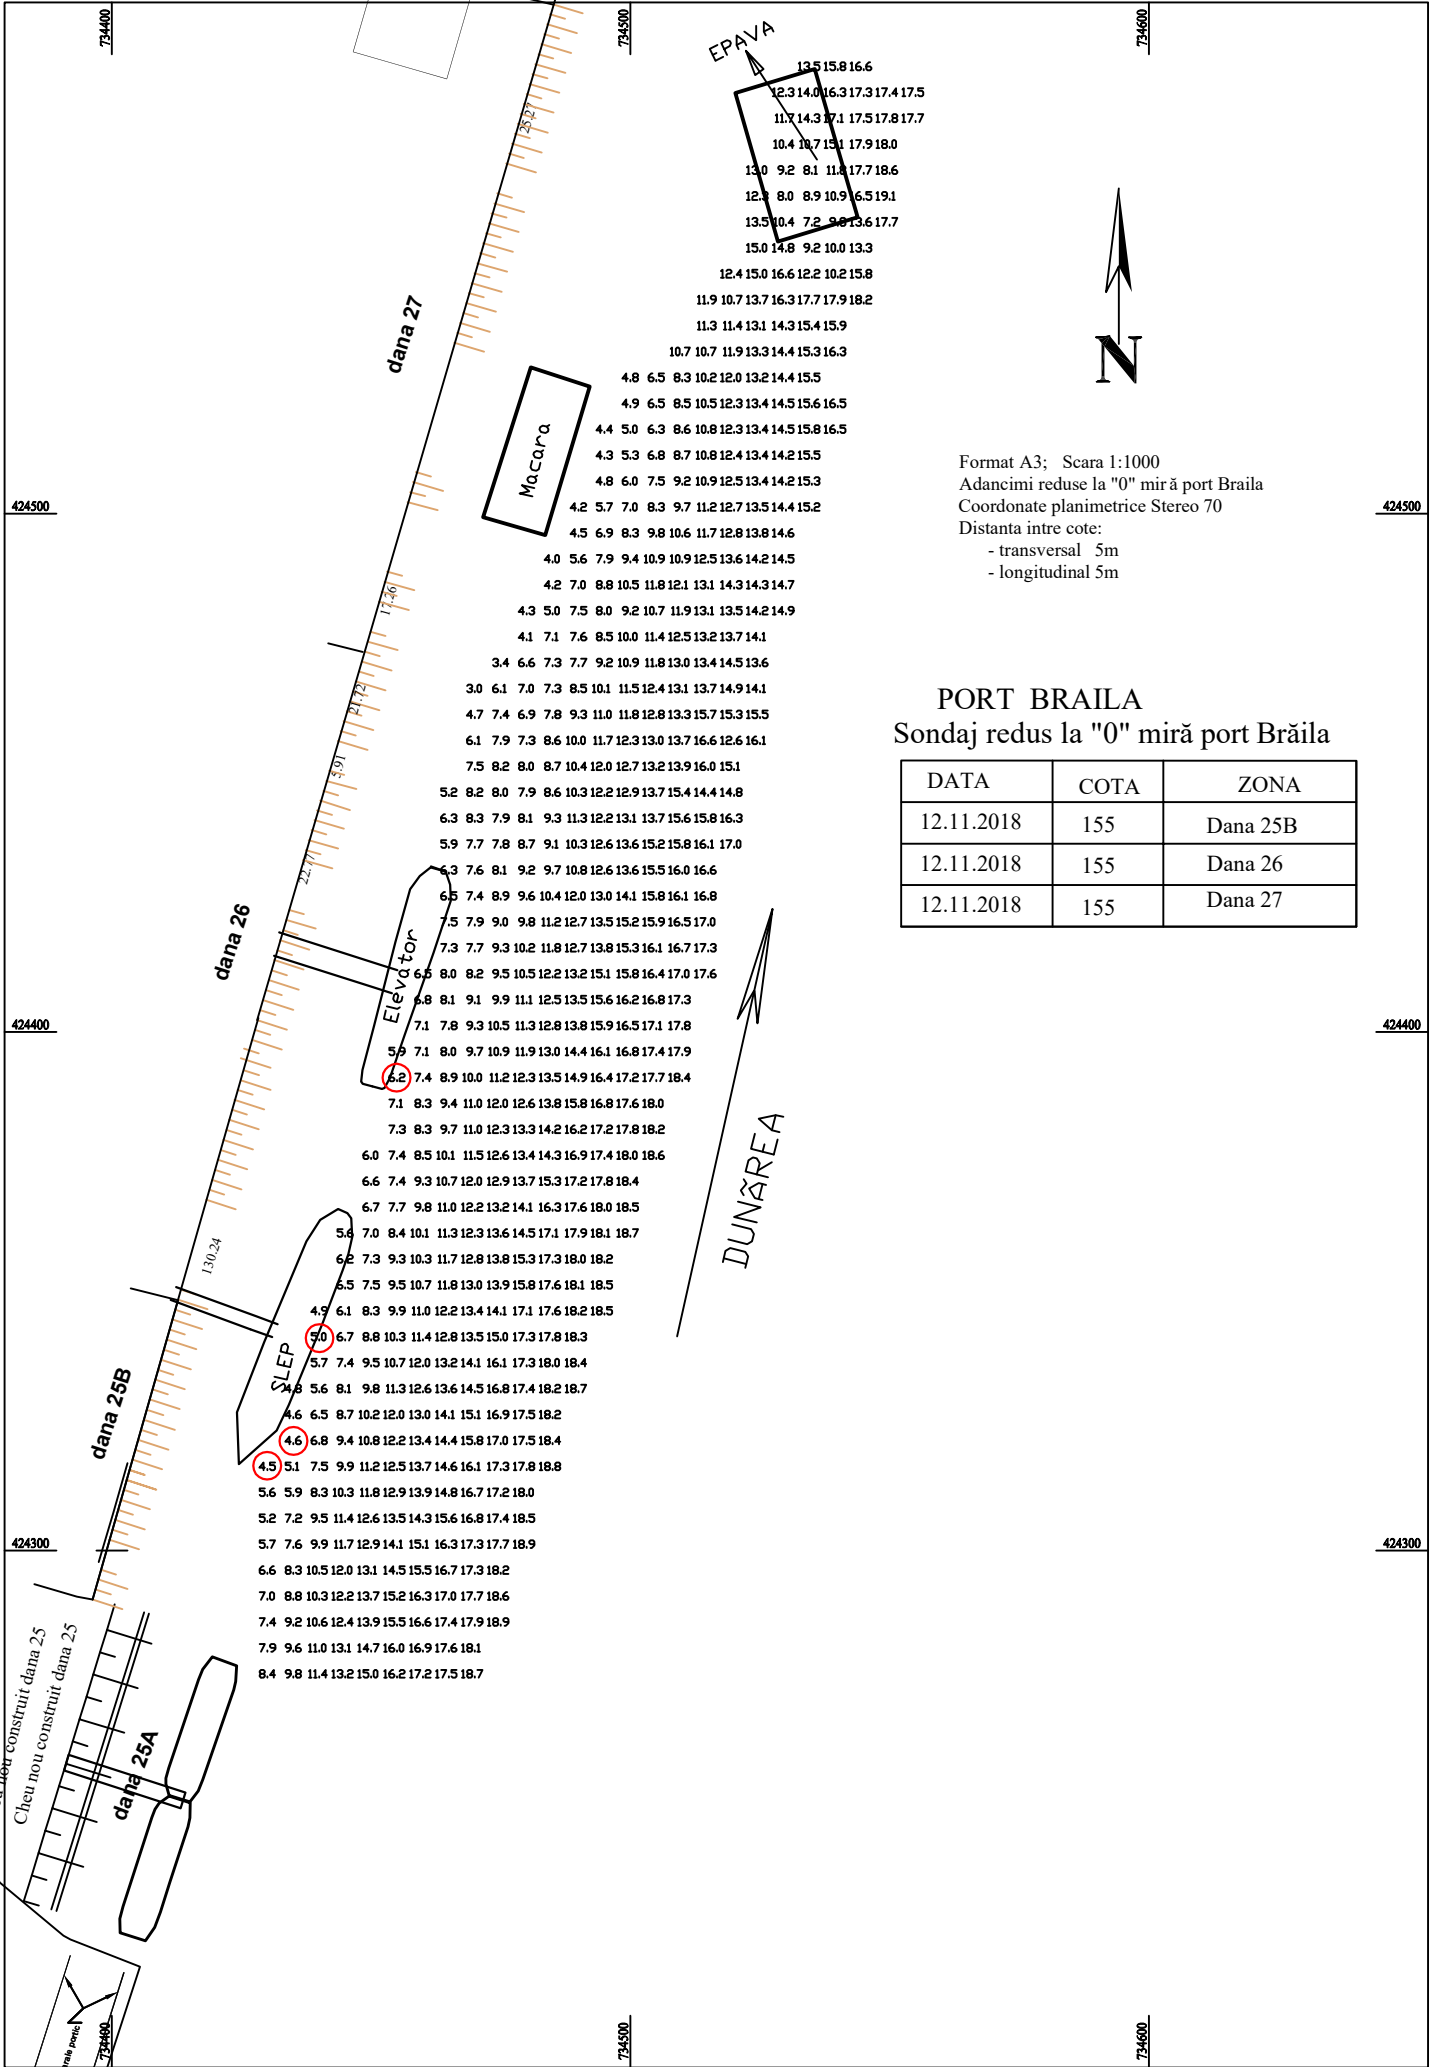 734400
734500
734600
EPAVA
13.5 15.8 16.6
12.3 14.0 16.3 17.3 17.4 17.5
11.7 14.3 17.1 17.5 17.8 17.7
10.4 10.7 15.1 17.9 18.0
13.0 9.2 8.1 11.8 17.7 18.6
12.3 8.0 8.9 10.9 16.5 19.1
13.5 10.4 7.2 9.8 13.6 17.7
15.0 14.8 9.2 10.0 13.3
12.4 15.0 16.6 12.2 10.2 15.8
11.9 10.7 13.7 16.3 17.7 17.9 18.2
11.3 11.4 13.1 14.3 15.4 15.9
10.7 10.7 11.9 13.3 14.4 15.3 16.3
4.8 6.5 8.3 10.2 12.0 13.2 14.4 15.5
4.9 6.5 8.5 10.5 12.3 13.4 14.5 15.6 16.5
4.4 5.0 6.3 8.6 10.8 12.3 13.4 14.5 15.8 16.5
4.3 5.3 6.8 8.7 10.8 12.4 13.4 14.2 15.5
4.8 6.0 7.5 9.2 10.9 12.5 13.4 14.2 15.3
4.2 5.7 7.0 8.3 9.7 11.2 12.7 13.5 14.4 15.2
4.5 6.9 8.3 9.8 10.6 11.7 12.8 13.8 14.6
4.0 5.6 7.9 9.4 10.9 10.9 12.5 13.6 14.2 14.5
4.2 7.0 8.8 10.5 11.8 12.1 13.1 14.3 14.3 14.7
4.3 5.0 7.5 8.0 9.2 10.7 11.9 13.1 13.5 14.2 14.9
4.1 7.1 7.6 8.5 10.0 11.4 12.5 13.2 13.7 14.1
3.4 6.6 7.3 7.7 9.2 10.9 11.8 13.0 13.4 14.5 13.6
3.0 6.1 7.0 7.3 8.5 10.1 11.5 12.4 13.1 13.7 14.9 14.1
4.7 7.4 6.9 7.8 9.3 11.0 11.8 12.8 13.3 15.7 15.3 15.5
6.1 7.9 7.3 8.6 10.0 11.7 12.3 13.0 13.7 16.6 12.6 16.1
7.5 8.2 8.0 8.7 10.4 12.0 12.7 13.2 13.9 16.0 15.1
5.2 8.2 8.0 7.9 8.6 10.3 12.2 12.9 13.7 15.4 14.4 14.8
6.3 8.3 7.9 8.1 9.3 11.3 12.2 13.1 13.7 15.6 15.8 16.3
5.9 7.7 7.8 8.7 9.1 10.3 12.6 13.6 15.2 15.8 16.1 17.0
6.3 7.6 8.1 9.2 9.7 10.8 12.6 13.6 15.5 16.0 16.6
6.5 7.4 8.9 9.6 10.4 12.0 13.0 14.1 15.8 16.1 16.8
7.5 7.9 9.0 9.8 11.2 12.7 13.5 15.2 15.9 16.5 17.0
7.3 7.7 9.3 10.2 11.8 12.7 13.8 15.3 16.1 16.7 17.3
6.5 8.0 8.2 9.5 10.5 12.2 13.2 15.1 15.8 16.4 17.0 17.6
6.8 8.1 9.1 9.9 11.1 12.5 13.5 15.6 16.2 16.8 17.3
7.1 7.8 9.3 10.5 11.3 12.8 13.8 15.9 16.5 17.1 17.8
5.9 7.1 8.0 9.7 10.9 11.9 13.0 14.4 16.1 16.8 17.4 17.9
6.2 7.4 8.9 10.0 11.2 12.3 13.5 14.9 16.4 17.2 17.7 18.4
7.1 8.3 9.4 11.0 12.0 12.6 13.8 15.8 16.8 17.6 18.0
7.3 8.3 9.7 11.0 12.3 13.3 14.2 16.2 17.2 17.8 18.2
6.0 7.4 8.5 10.1 11.5 12.6 13.4 14.3 16.9 17.4 18.0 18.6
6.6 7.4 9.3 10.7 12.0 12.9 13.7 15.3 17.2 17.8 18.4
6.7 7.7 9.8 11.0 12.2 13.2 14.1 16.3 17.6 18.0 18.5
5.6 7.0 8.4 10.1 11.3 12.3 13.6 14.5 17.1 17.9 18.1 18.7
6.2 7.3 9.3 10.3 11.7 12.8 13.8 15.3 17.3 18.0 18.2
6.5 7.5 9.5 10.7 11.8 13.0 13.9 15.8 17.6 18.1 18.5
4.9 6.1 8.3 9.9 11.0 12.2 13.4 14.1 17.1 17.6 18.2 18.5
5.0 6.7 8.8 10.3 11.4 12.8 13.5 15.0 17.3 17.8 18.3
5.7 7.4 9.5 10.7 12.0 13.2 14.1 16.1 17.3 18.0 18.4
4.8 5.6 8.1 9.8 11.3 12.6 13.6 14.5 16.8 17.4 18.2 18.7
4.6 6.5 8.7 10.2 12.0 13.0 14.1 15.1 16.9 17.5 18.2
4.6 6.8 9.4 10.8 12.2 13.4 14.4 15.8 17.0 17.5 18.4
4.5 5.1 7.5 9.9 11.2 12.5 13.7 14.6 16.1 17.3 17.8 18.8
5.6 5.9 8.3 10.3 11.8 12.9 13.9 14.8 16.7 17.2 18.0
5.2 7.2 9.5 11.4 12.6 13.5 14.3 15.6 16.8 17.4 18.5
5.7 7.6 9.9 11.7 12.9 14.1 15.1 16.3 17.3 17.7 18.9
6.6 8.3 10.5 12.0 13.1 14.5 15.5 16.7 17.3 18.2
7.0 8.8 10.3 12.2 13.7 15.2 16.3 17.0 17.7 18.6
7.4 9.2 10.6 12.4 13.9 15.5 16.6 17.4 17.9 18.9
7.9 9.6 11.0 13.1 14.7 16.0 16.9 17.6 18.1
8.4 9.8 11.4 13.2 15.0 16.2 17.2 17.5 18.7
25.27
dana 27
Macara
17.26
21.72
5.91
22.77
dana 26
Elevator
130.24
SLEP
dana 25B
dana 25A
Cheu nou construit dana 25
nou construit dana 25
DUNĂREA
N
Format A3; Scara 1:1000
Adancimi reduse la "0" miră port Braila
Coordonate planimetrice Stereo 70
Distanta intre cote:
- transversal 5m
- longitudinal 5m
PORT BRAILA
Sondaj redus la "0" miră port Brăila
DATA COTA ZONA
12.11.2018 155 Dana 25B
12.11.2018 155 Dana 26
12.11.2018 155 Dana 27
424500
424500
424400
424400
424300
424300
portic
734400
734500
734600